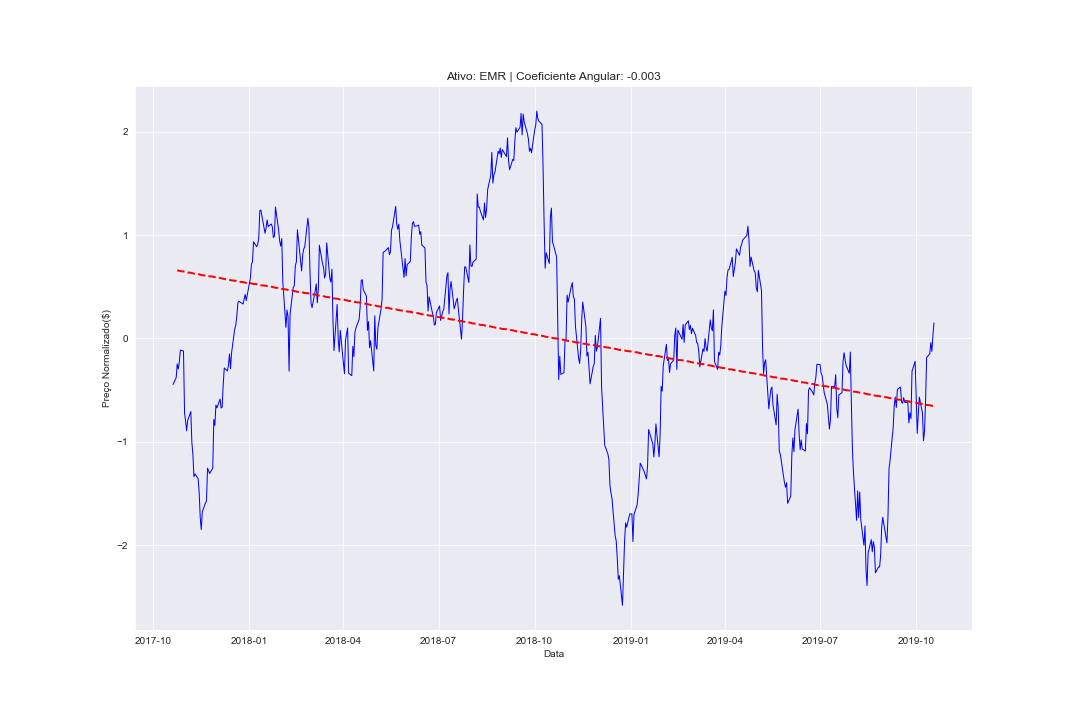 Ativo: EMR | Coeficiente Angular: -0.003
Preço Normalizado($)
2
1
0
−1
−2
2017-10 2018-01 2018-04 2018-07 2018-10 2019-01 2019-04 2019-07 2019-10
Data